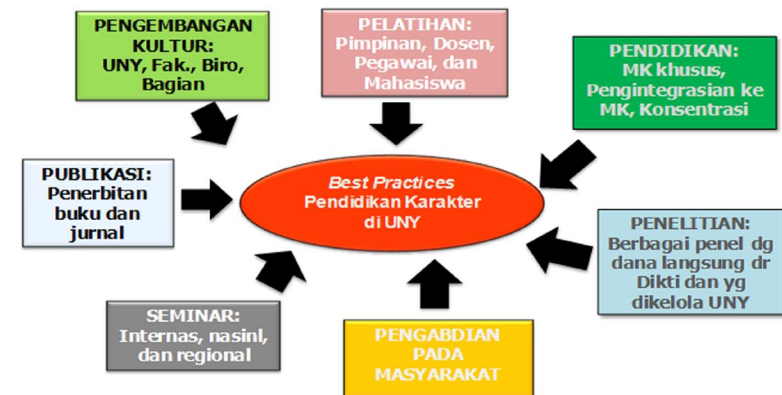 PENGEMBANGAN
KULTUR:
UNY, Fak., Biro,
Bagian
PELATIHAN:
Pimpinan, Dosen,
Pegawai, dan
Mahasiswa
PENDIDIKAN:
MK khusus,
Pengintegrasian ke
MK, Konsentrasi
PUBLIKASI:
Penerbitan
buku dan
jurnal
Best Practices
Pendidikan Karakter
di UNY
PENELITIAN:
Berbagai penel dg
dana langsung dr
Dikti dan yg
dikelola UNY
SEMINAR:
Internas, nasinl,
dan regional
PENGABDIAN
PADA
MASYARAKAT